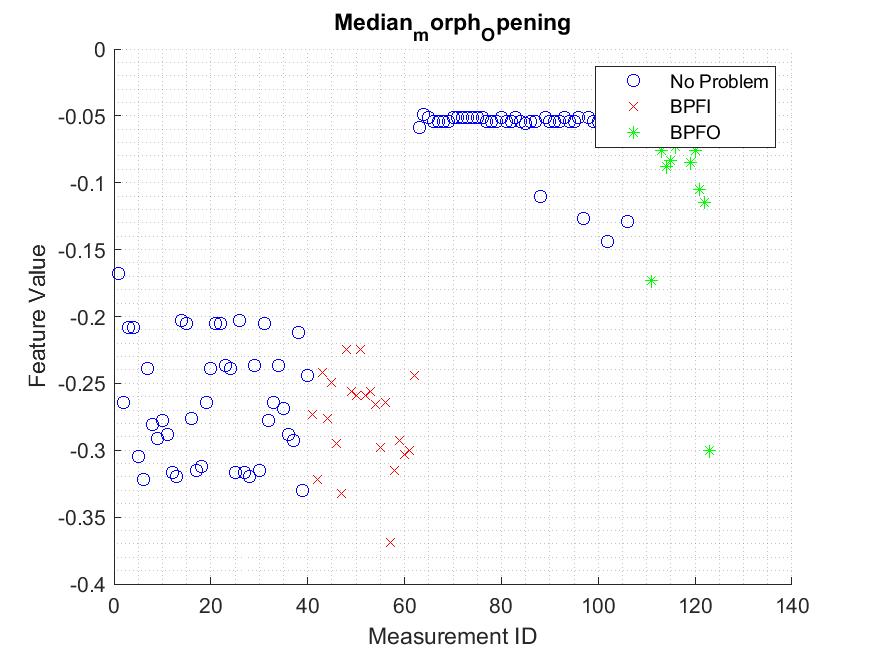 Median_morph_Opening
No Problem
BPFI
BPFO
Feature Value
0
-0.05
-0.1
-0.15
-0.2
-0.25
-0.3
-0.35
-0.4
0 20 40 60 80 100 120 140
Measurement ID